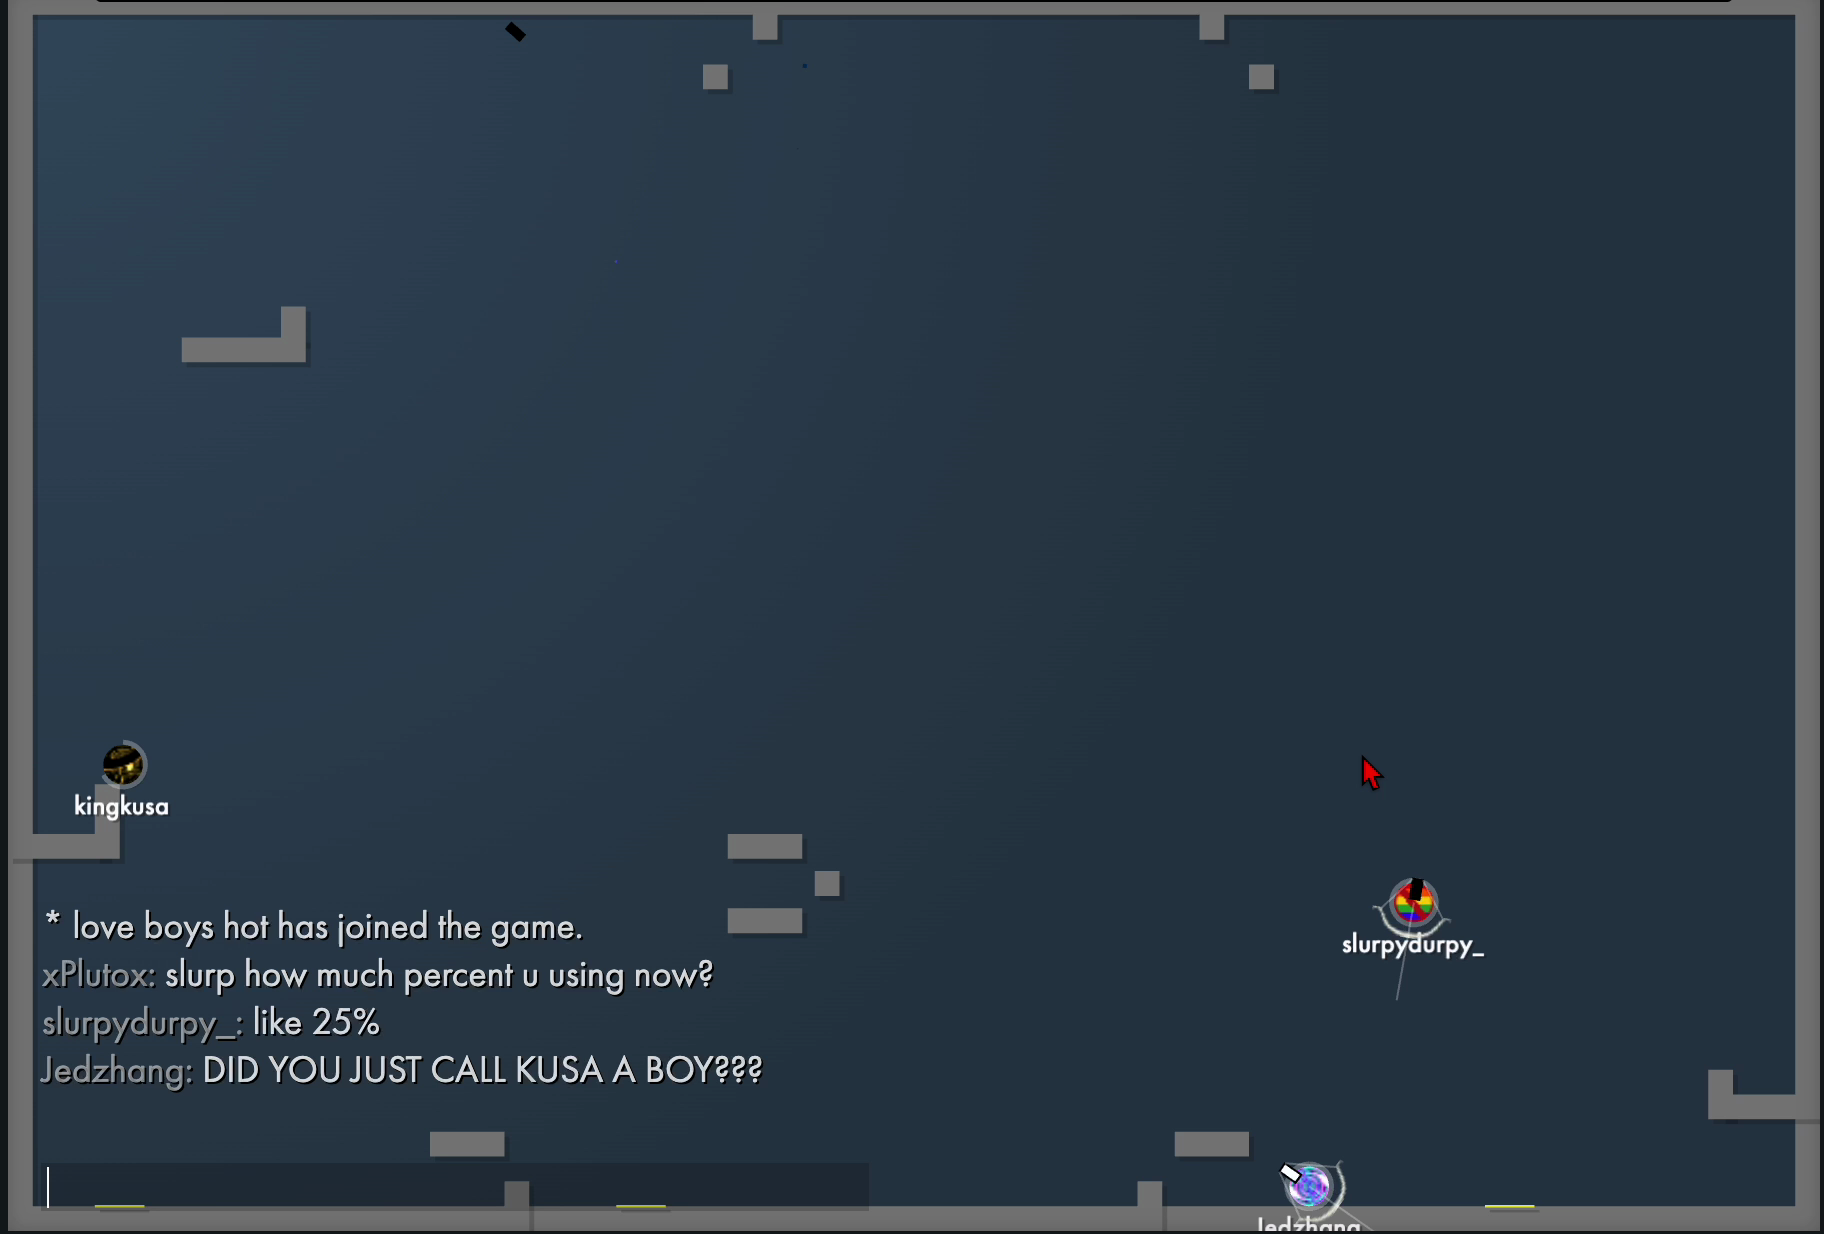 kingkusa
slurpydurpy_
* love boys hot has joined the game.
xPlutox: slurp how much percent u using now?
slurpydurpy_: like 25%
Jedzhang: DID YOU JUST CALL KUSA A BOY???
Jedzhang